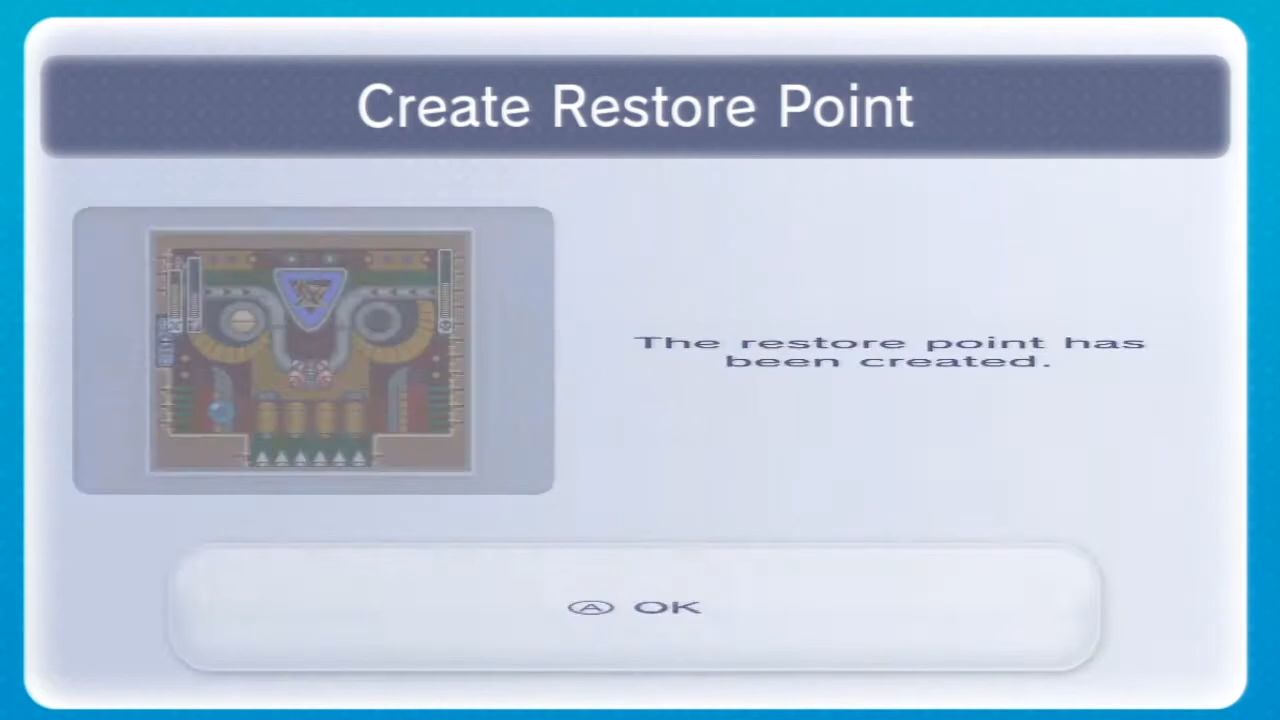 Create Restore Point
The restore point has
been created.
Ⓐ OK